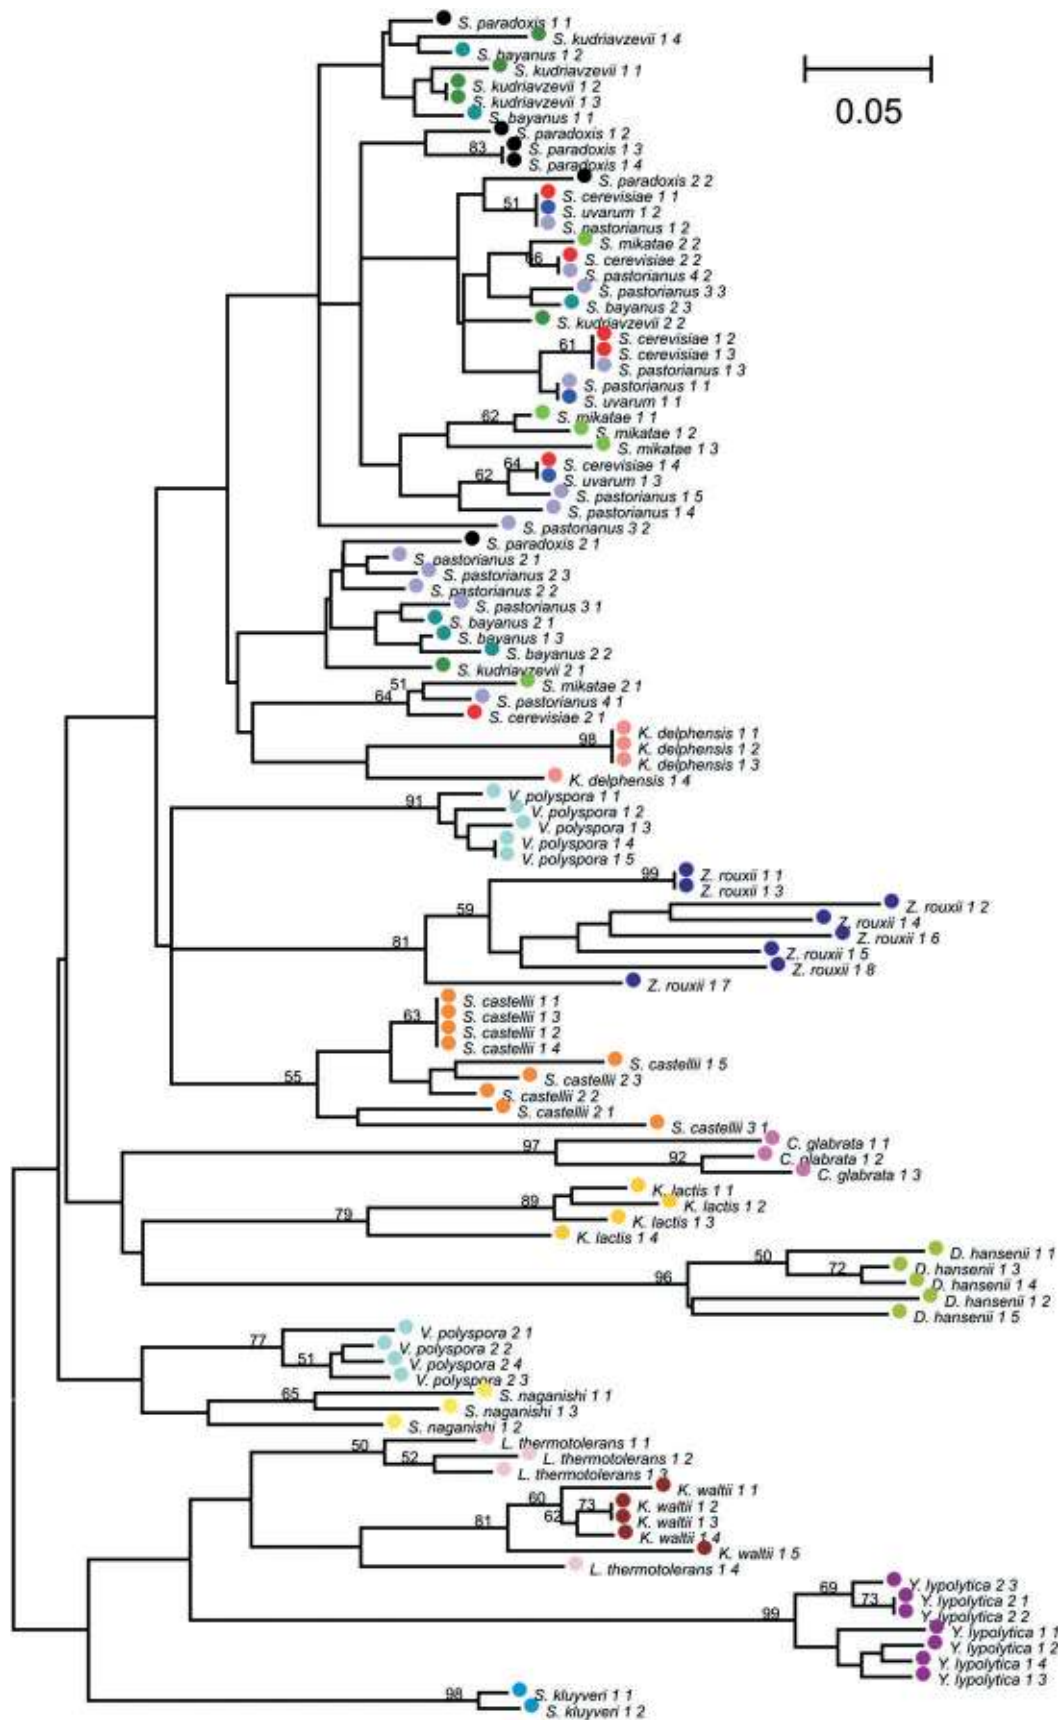 S. paradoxis 1 1
S. kudriavzevii 1 4
S. bayanus 1 2
S. kudriavzevii 1 1
S. kudriavzevii 1 2
S. kudriavzevii 1 3
S. bayanus 1 1
0.05
S. paradoxis 1 2
83
S. paradoxis 1 3
S. paradoxis 1 4
S. paradoxis 2 2
S. cerevisiae 1 1
51
S. uvarum 1 2
S. pastorianus 1 2
S. mikatae 2 2
66
S. cerevisiae 2 2
S. pastorianus 4 2
S. pastorianus 3 3
S. bayanus 2 3
S. kudriavzevii 2 2
S. cerevisiae 1 2
61
S. cerevisiae 1 3
S. pastorianus 1 3
S. pastorianus 1 1
S. uvarum 1 1
62
S. mikatae 1 1
S. mikatae 1 2
S. mikatae 1 3
64
S. cerevisiae 1 4
62
S. uvarum 1 3
S. pastorianus 1 5
S. pastorianus 1 4
S. pastorianus 3 2
S. paradoxis 2 1
S. pastorianus 2 1
S. pastorianus 2 3
S. pastorianus 2 2
S. pastorianus 3 1
S. bayanus 2 1
S. bayanus 1 3
S. bayanus 2 2
S. kudriavzevii 2 1
51
S. mikatae 2 1
64
S. pastorianus 4 1
S. cerevisiae 2 1
K. delphensis 1 1
98
K. delphensis 1 2
K. delphensis 1 3
K. delphensis 1 4
91
V. polyspora 1 1
V. polyspora 1 2
V. polyspora 1 3
V. polyspora 1 4
V. polyspora 1 5
99
Z. rouxii 1 1
Z. rouxii 1 3
59
Z. rouxii 1 2
Z. rouxii 1 4
Z. rouxii 1 6
81
Z. rouxii 1 5
Z. rouxii 1 8
Z. rouxii 1 7
S. castellii 1 1
63
S. castellii 1 3
S. castellii 1 2
S. castellii 1 4
S. castellii 1 5
55
S. castellii 2 3
S. castellii 2 2
S. castellii 2 1
S. castellii 3 1
97
C. glabrata 1 1
92
C. glabrata 1 2
C. glabrata 1 3
K. lactis 1 1
89
K. lactis 1 2
79
K. lactis 1 3
K. lactis 1 4
50
D. hansenii 1 1
72
D. hansenii 1 3
96
D. hansenii 1 4
D. hansenii 1 2
D. hansenii 1 5
77
V. polyspora 2 1
V. polyspora 2 2
51
V. polyspora 2 4
V. polyspora 2 3
65
S. naganishi 1 1
S. naganishi 1 3
S. naganishi 1 2
50
L. thermotolerans 1 1
52
L. thermotolerans 1 2
L. thermotolerans 1 3
60
K. waltii 1 1
73
K. waltii 1 2
62
K. waltii 1 3
81
K. waltii 1 4
K. waltii 1 5
L. thermotolerans 1 4
69
Y. lypolytica 2 3
73
Y. lypolytica 2 1
99
Y. lypolytica 2 2
Y. lypolytica 1 1
Y. lypolytica 1 2
Y. lypolytica 1 4
Y. lypolytica 1 3
98
S. kluyveri 1 1
S. kluyveri 1 2